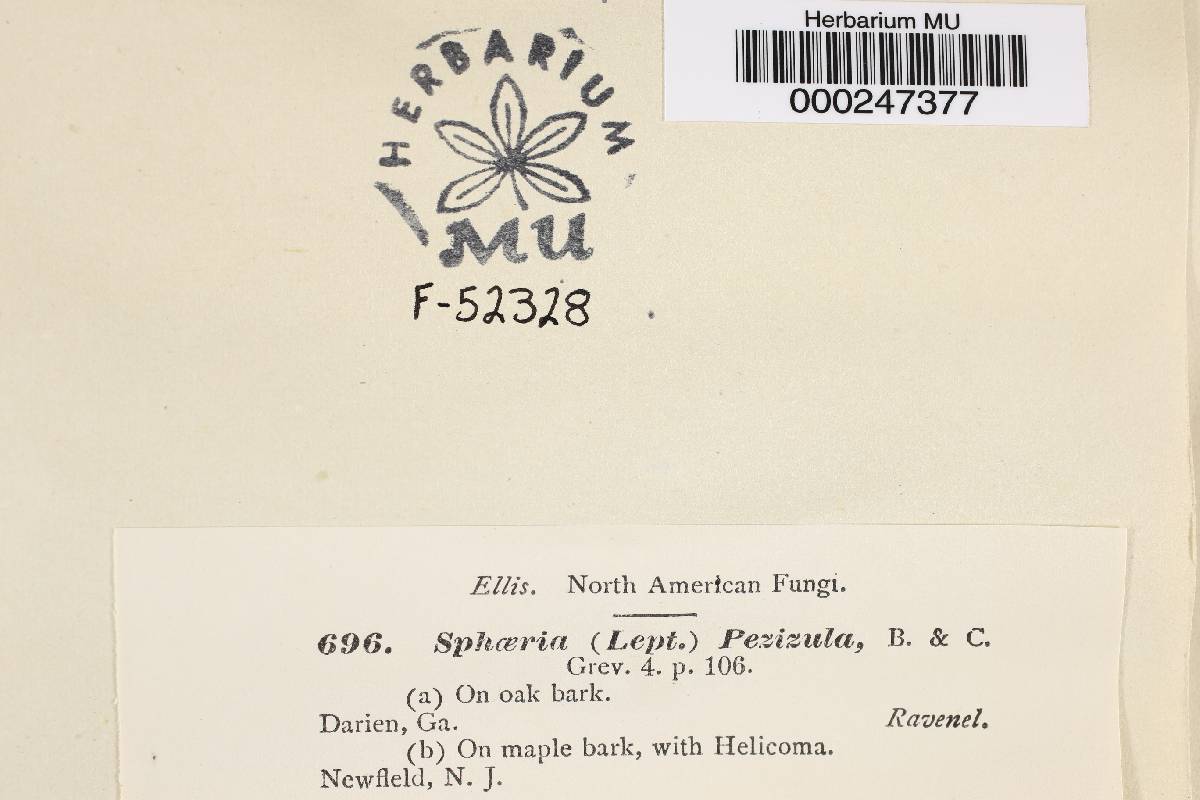 Herbarium MU
000247377
HERBARIUM
MU
F-52328
Ellis. North American Fungi.
696. Sphæria (Lept.) Pezizula, B. & C.
Grev. 4. p. 106.
(a) On oak bark.
Darien, Ga. Ravenel.
(b) On maple bark, with Helicoma.
Newfield, N. J.